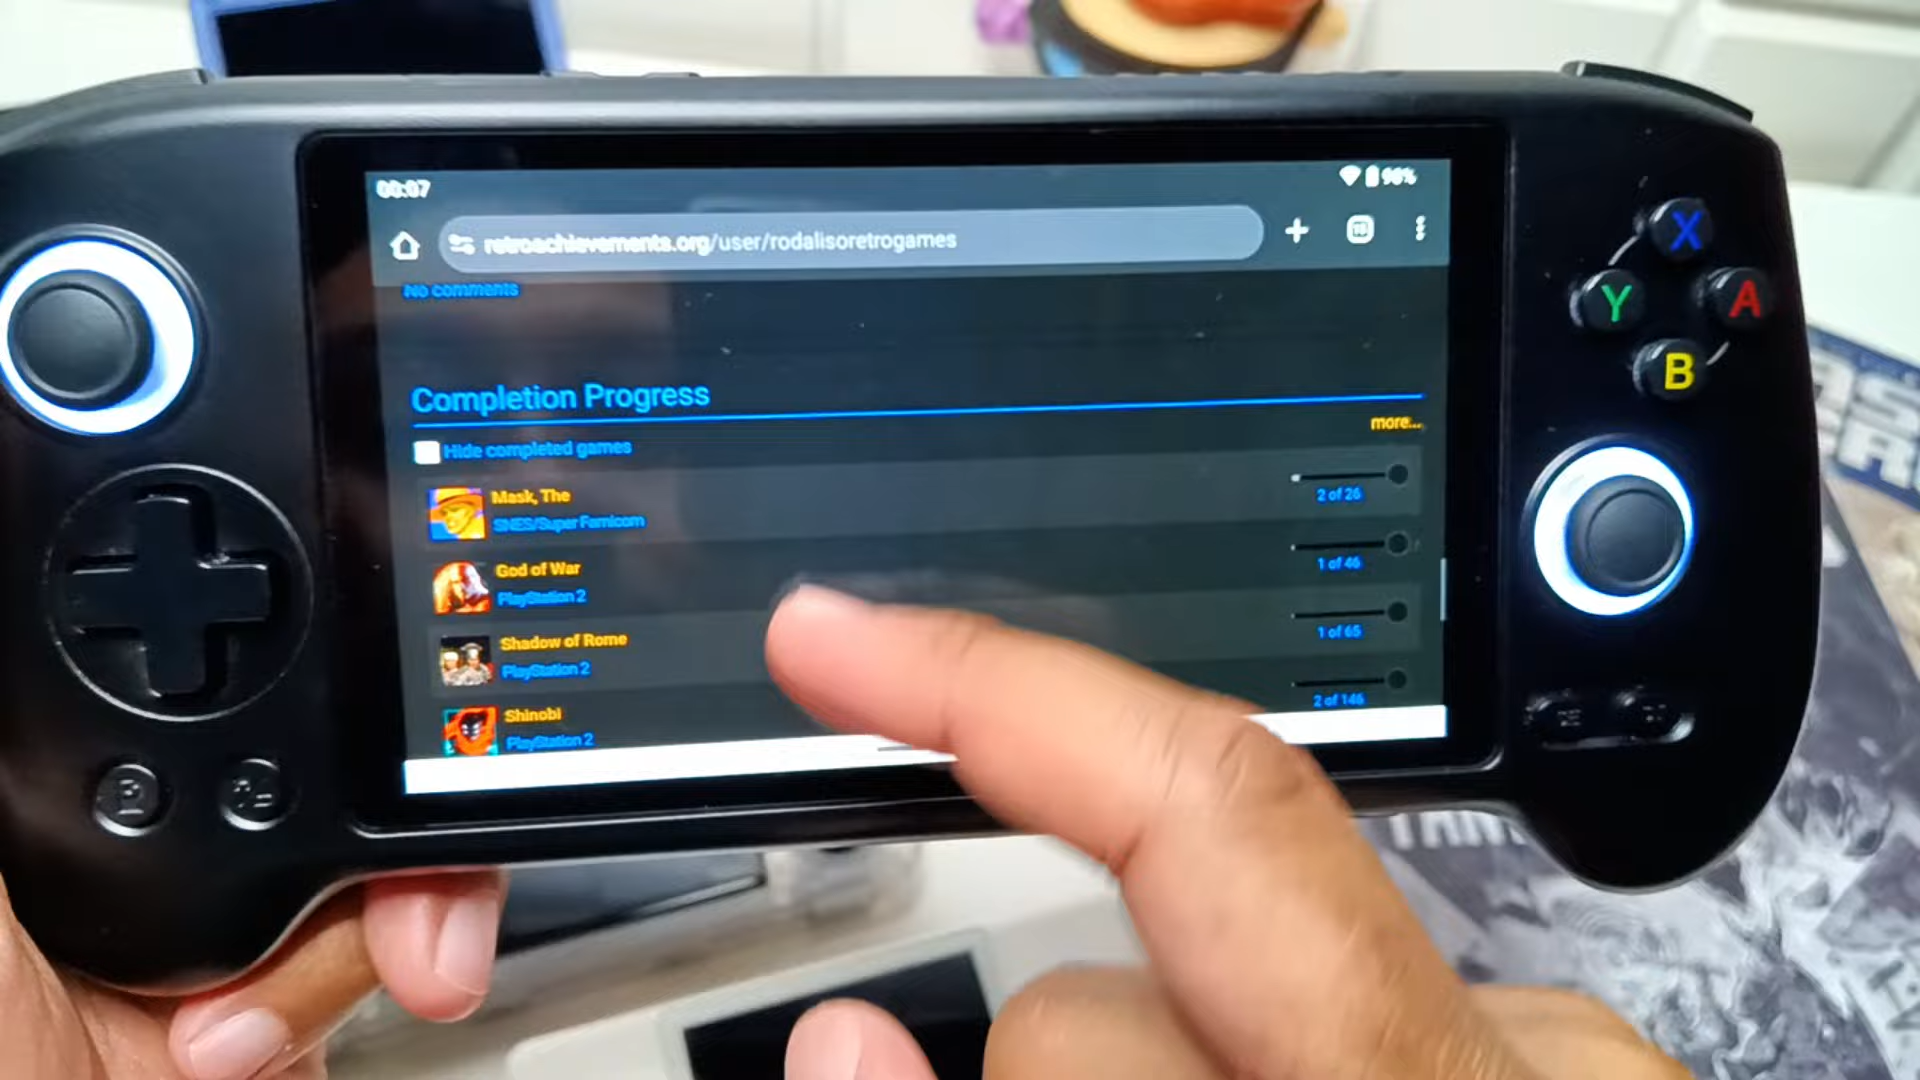 00:07
96%
retroachievements.org/user/rodalisoretrogames
No comments
Completion Progress
more...
Hide completed games
Mask, The
SNES/Super Famicom
2 of 26
God of War
PlayStation 2
1 of 46
Shadow of Rome
PlayStation 2
1 of 65
Shinobi
PlayStation 2
2 of 146
X
Y
A
B